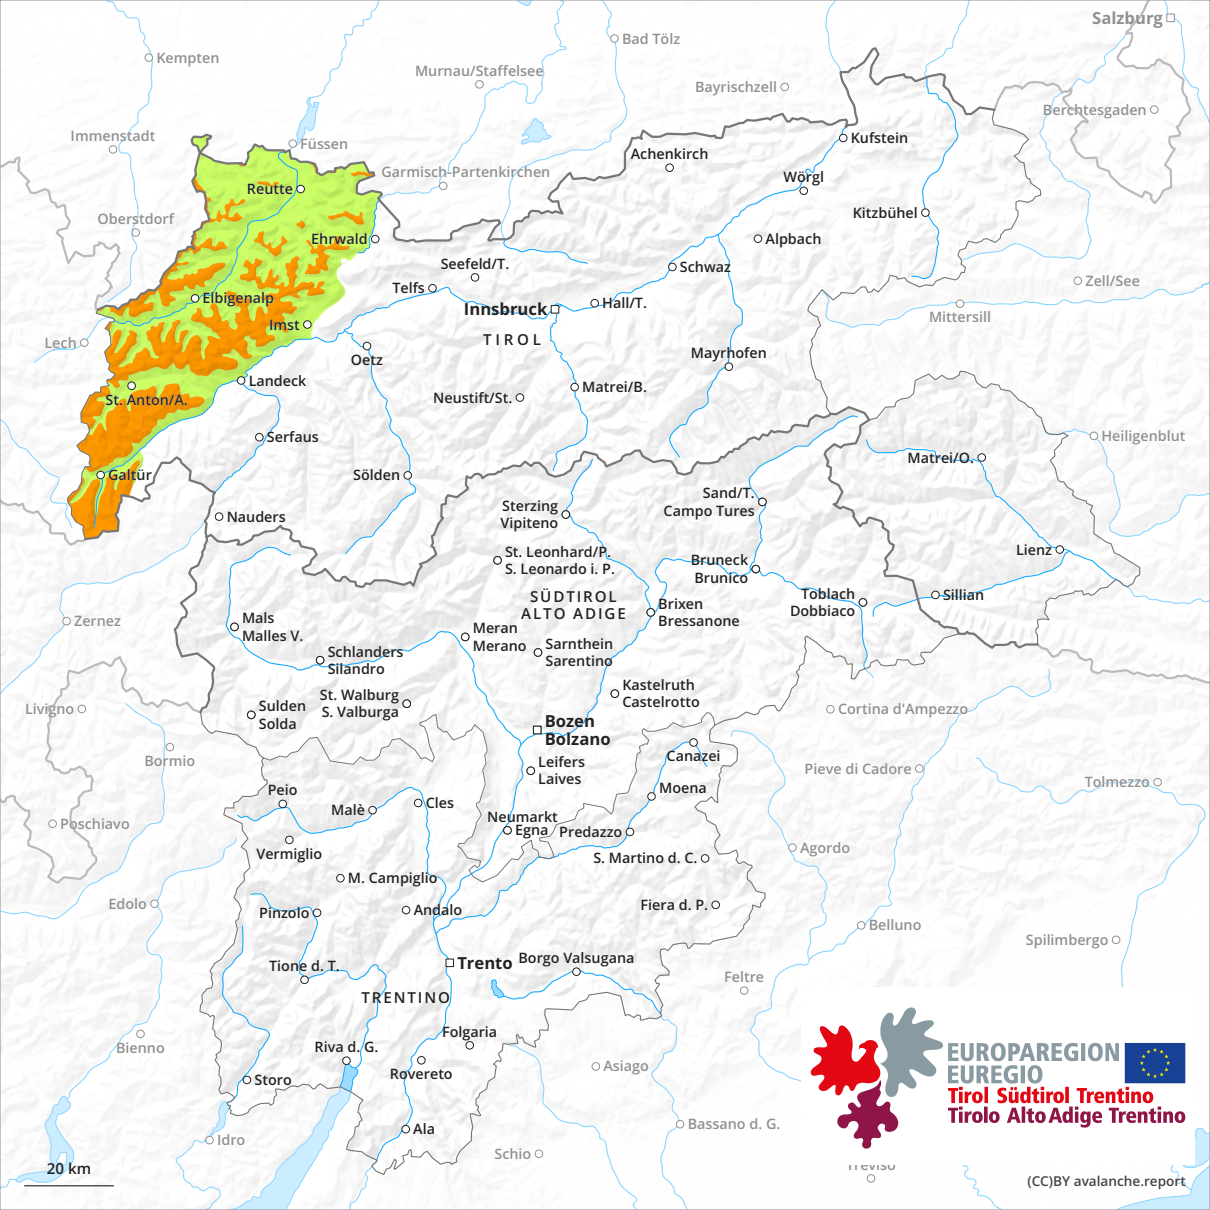 Salzburg
Bad Tölz
Kempten
Murnau/Staffelsee
Bayrischzell
Berchtesgaden
Immenstadt
Füssen
Kufstein
Achenkirch
Garmisch-Partenkirchen
Wörgl
Reutte
Oberstdorf
Kitzbühel
Ehrwald
Alpbach
Seefeld/T.
Schwaz
Zell/See
Telfs
Elbigenalp
Hall/T.
Innsbruck
Mittersill
Imst
TIROL
Lech
Oetz
Mayrhofen
Landeck
Matrei/B.
St. Anton/A.
Neustift/St.
Serfaus
Heiligenblut
Matrei/O.
Galtür
Sölden
Sand/T.
Campo Tures
Sterzing
Vipiteno
Nauders
St. Leonhard/P.
S. Leonardo i. P.
Lienz
Bruneck
Brunico
SÜDTIROL
ALTO ADIGE
Toblach
Dobbiaco
Sillian
Brixen
Bressanone
Zernez
Mals
Malles V.
Meran
Merano
Sarnthein
Sarentino
Schlanders
Silandro
St. Walburg
S. Valburga
Kastelruth
Castelrotto
Livigno
Sulden
Solda
Cortina d'Ampezzo
Bozen
Bolzano
Bormio
Canazei
Leifers
Laives
Pieve di Cadore
Tolmezzo
Peio
Moena
Malè
Cles
Neumarkt
Egna
Predazzo
Poschiavo
Vermiglio
S. Martino d. C.
Agordo
M. Campiglio
Edolo
Pinzolo
Andalo
Fiera d. P.
Belluno
Spilimbergo
Trento
Borgo Valsugana
Tione d. T.
Feltre
TRENTINO
Folgaria
Bienno
Riva d. G.
Rovereto
Asiago
Storo
EUROPAREGION
EUREGIO
Tirol Südtirol Trentino
Tirolo Alto Adige Trentino
Bassano d. G.
Ala
Idro
Schio
Treviso
20 km
(CC)BY avalanche.report